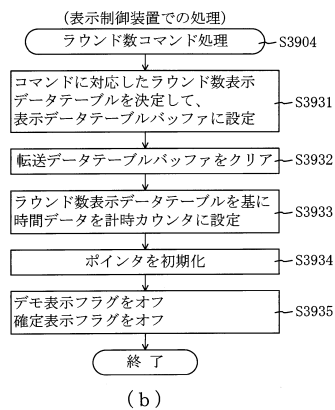 (表示制御装置での処理)
ラウンド数コマンド処理
S3904
コマンドに対応したラウンド数表示
データテーブルを決定して、
表示データテーブルバッファに設定
S3931
転送データテーブルバッファをクリア
S3932
ラウンド数表示データテーブルを基に
時間データを計時カウンタに設定
S3933
ポインタを初期化
S3934
デモ表示フラグをオフ
確定表示フラグをオフ
S3935
終了
(b)